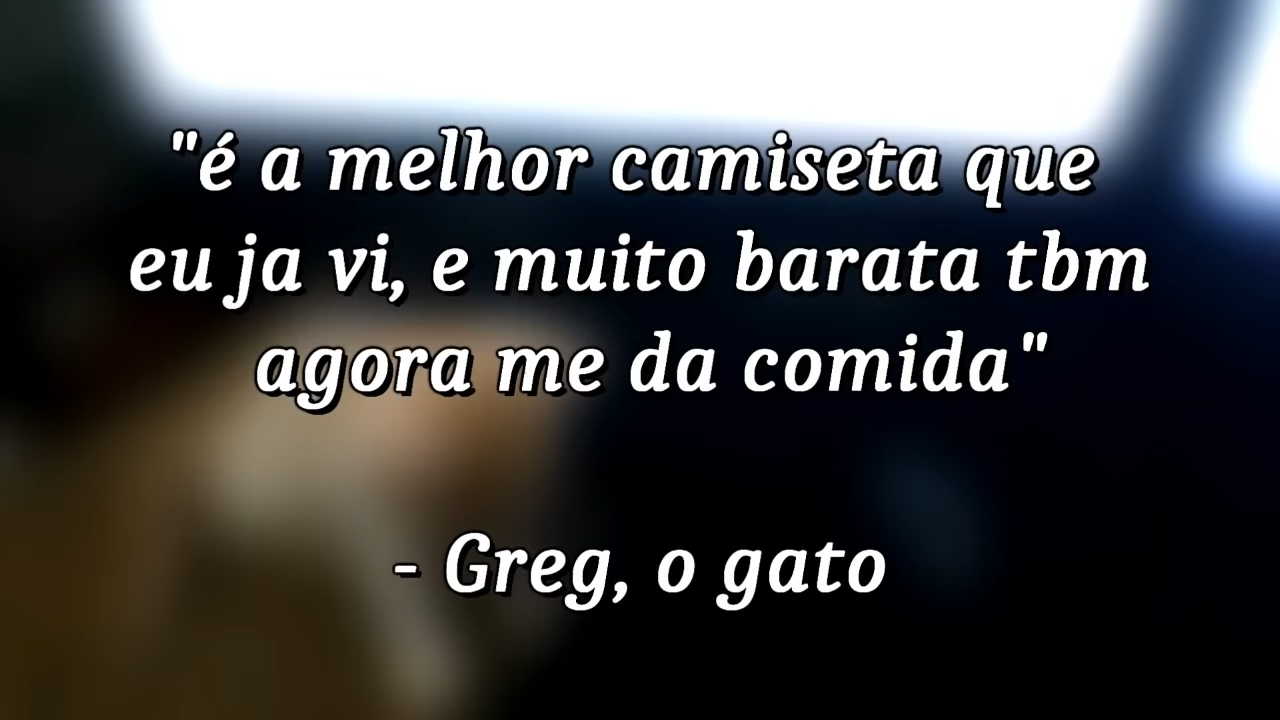 "é a melhor camiseta que
eu ja vi, e muito barata tbm
agora me da comida"
- Greg, o gato